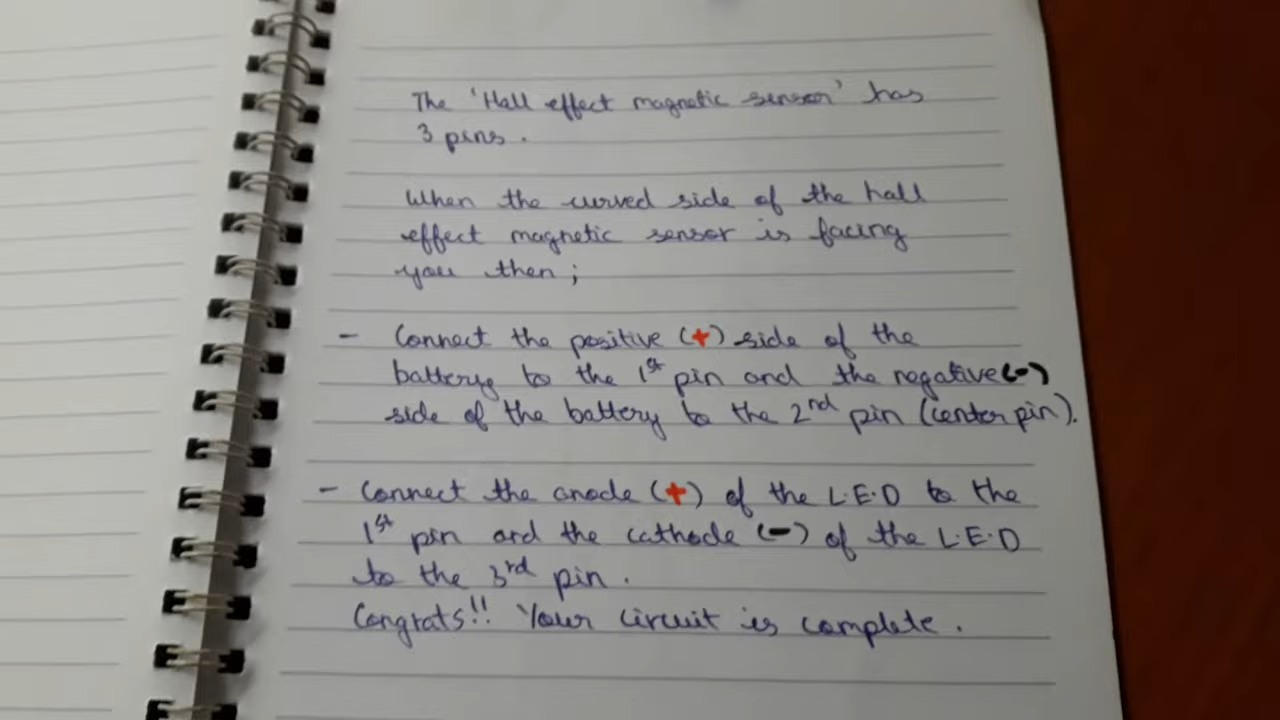 The 'Hall effect magnetic sensor' has
3 pins.
When the curved side of the hall
effect magnetic sensor is facing
you then;
- Connect the positive (+) side of the
battery to the 1st pin and the negative (-)
side of the battery to the 2nd pin (center pin).
- Connect the anode (+) of the L.E.D to the
1st pin and the cathode (-) of the L.E.D
to the 3rd pin.
Congrats!! Your circuit is complete.